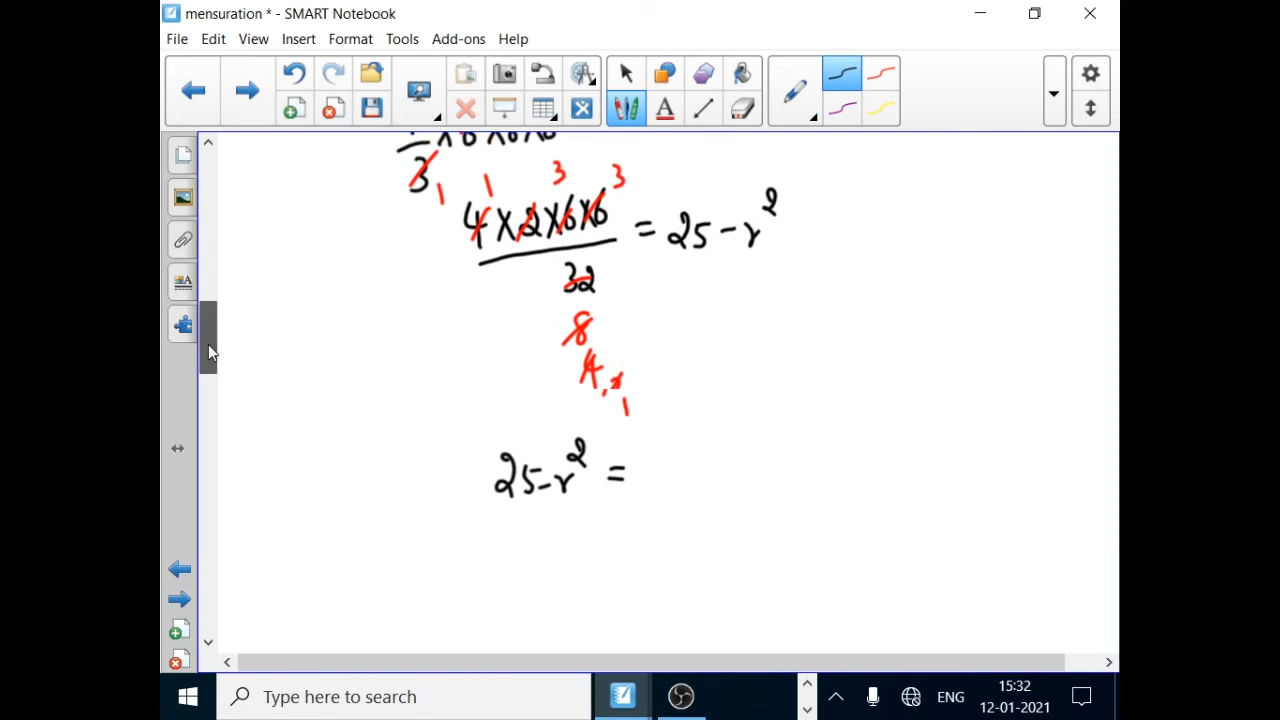 mensuration * - SMART Notebook
File Edit View Insert Format Tools Add-ons Help
3
1
1 3 3
4 × 2 × 6 × 6 = 25 - r²
32
8
4
1
25 - r² =
Type here to search
ENG
15:32
12-01-2021